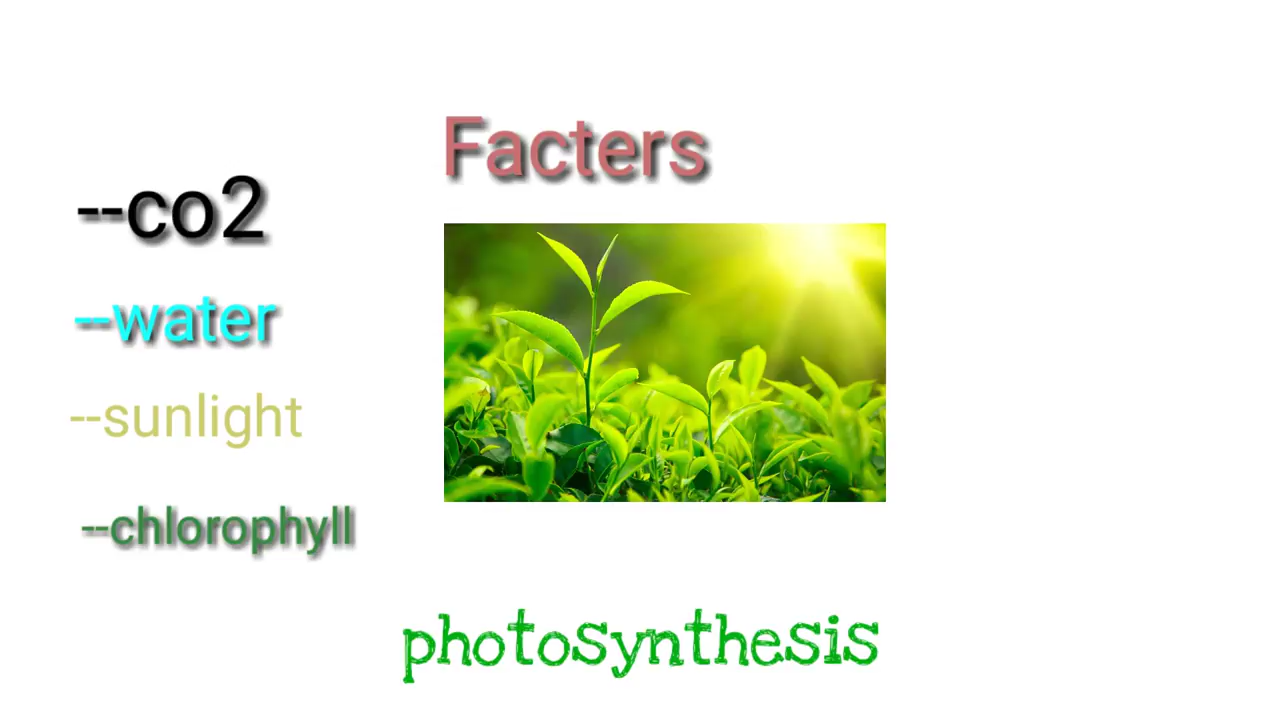 Facters
--co2
--water
--sunlight
--chlorophyll
photosynthesis